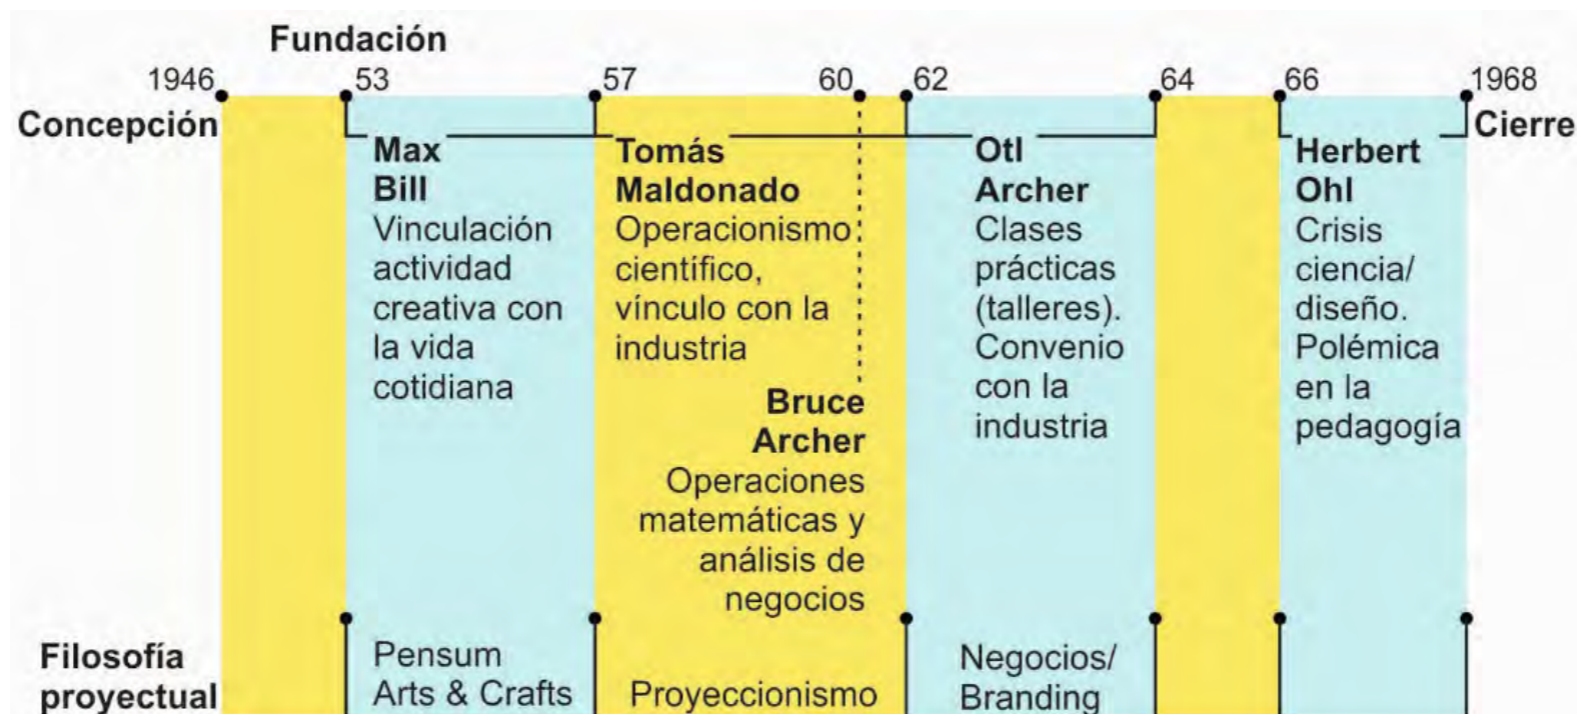 Fundación
1946 53 57 60 62 64 66 1968
Concepción
Cierre
Max
Bill
Vinculación
actividad
creativa con
la vida
cotidiana
Tomás
Maldonado
Operacionismo
científico,
vínculo con la
industria
Bruce
Archer
Operaciones
matemáticas y
análisis de
negocios
Otl
Archer
Clases
prácticas
(talleres).
Convenio
con la
industria
Herbert
Ohl
Crisis
ciencia/
diseño.
Polémica
en la
pedagogía
Filosofía
proyectual
Pensum
Arts & Crafts
Proyeccionismo
Negocios/
Branding